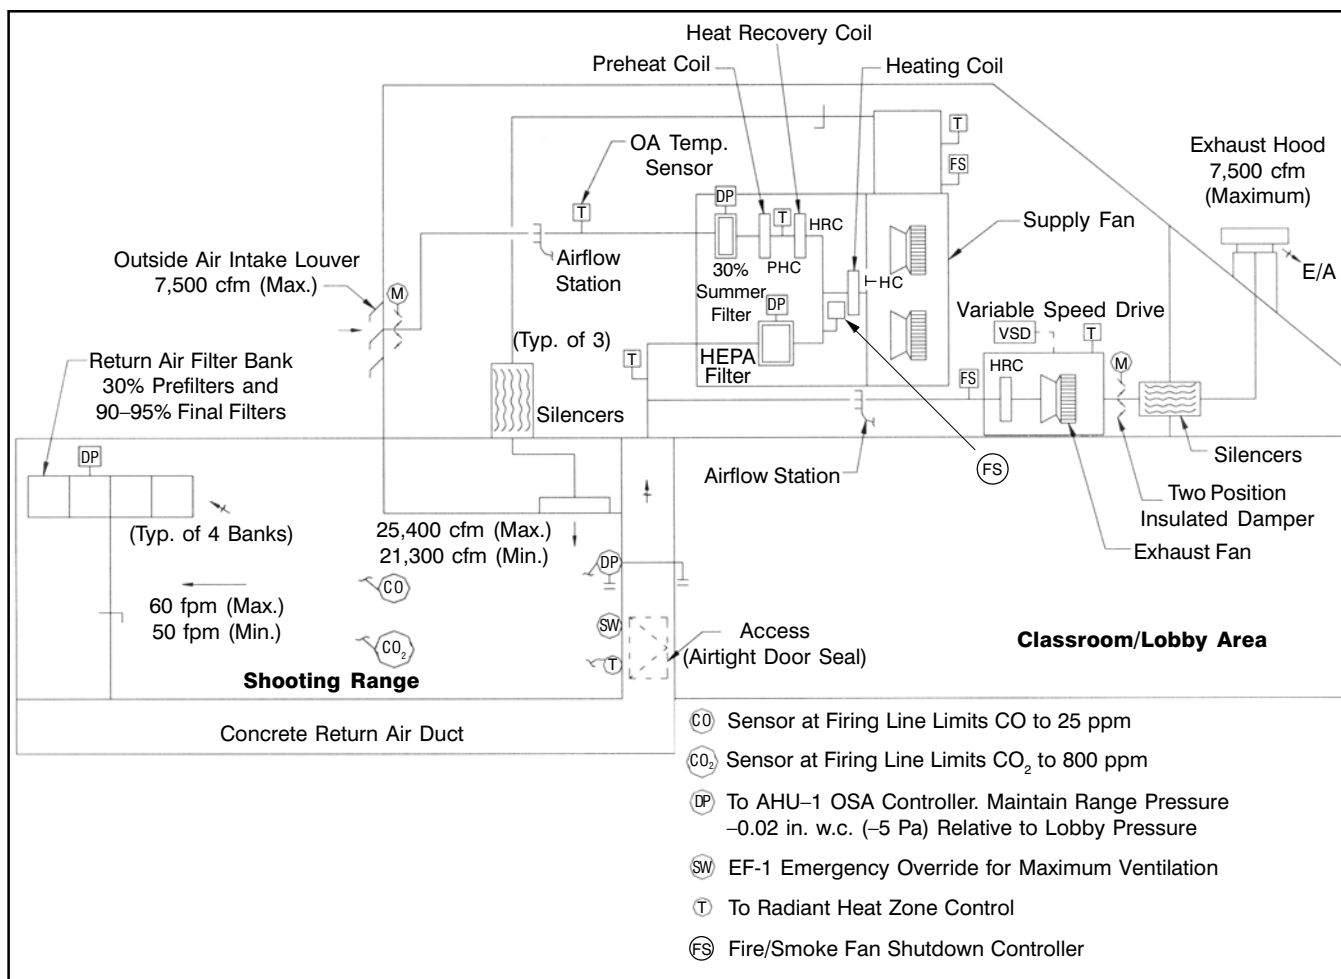 Heat Recovery Coil
Preheat Coil
Heating Coil
OA Temp.
Sensor
T
FS
Exhaust Hood
7,500 cfm
(Maximum)
DP
T
T
HRC
Supply Fan
Outside Air Intake Louver
7,500 cfm (Max.)
Airflow
Station
PHC
30%
Summer
Filter
HC
E/A
M
DP
Variable Speed Drive
VSD
T
(Typ. of 3)
T
HEPA
Filter
Return Air Filter Bank
30% Prefilters and
90–95% Final Filters
FS
HRC
M
Silencers
DP
Airflow Station
FS
Silencers
Two Position
Insulated Damper
Exhaust Fan
(Typ. of 4 Banks)
25,400 cfm (Max.)
21,300 cfm (Min.)
DP
CO
60 fpm (Max.)
50 fpm (Min.)
SW
CO2
T
Access
(Airtight Door Seal)
Classroom/Lobby Area
Shooting Range
Concrete Return Air Duct
CO Sensor at Firing Line Limits CO to 25 ppm
CO2 Sensor at Firing Line Limits CO2 to 800 ppm
DP To AHU–1 OSA Controller. Maintain Range Pressure
–0.02 in. w.c. (–5 Pa) Relative to Lobby Pressure
SW EF-1 Emergency Override for Maximum Ventilation
T To Radiant Heat Zone Control
FS Fire/Smoke Fan Shutdown Controller